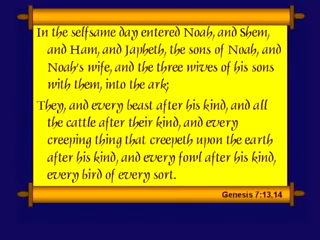 In the selfsame day entered Noah, and Shem,
and Ham, and Japheth, the sons of Noah, and
Noah's wife, and the three wives of his sons
with them, into the ark;
They, and every beast after his kind, and all
the cattle after their kind, and every
creeping thing that creepeth upon the earth
after his kind, and every fowl after his kind,
every bird of every sort.
Genesis 7:13,14